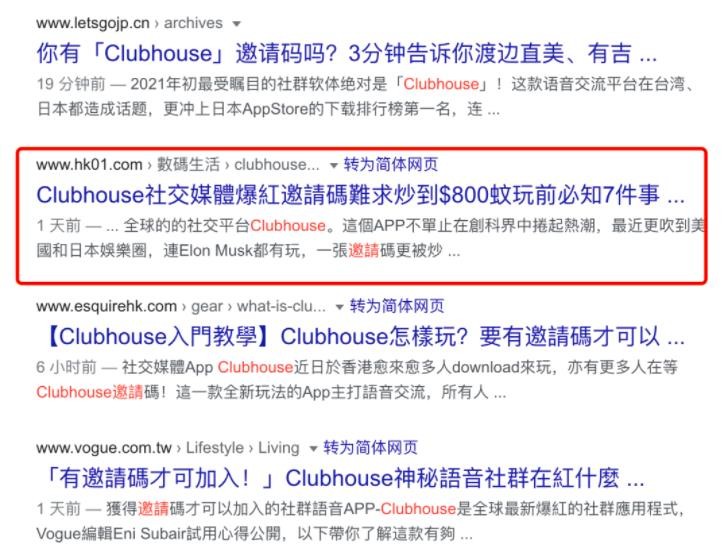 www.letsgojp.cn › archives
你有「Clubhouse」邀请码吗？3分钟告诉你渡边直美、有吉 ...
19 分钟前 — 2021年初最受瞩目的社群软体绝对是「Clubhouse」！这款语音交流平台在台湾、
日本都造成话题，更冲上日本AppStore的下载排行榜第一名，连 ...
www.hk01.com › 數碼生活 › clubhouse... 转为简体网页
Clubhouse社交媒體爆紅邀請碼難求炒到$800蚊玩前必知7件事 ...
1 天前 — ... 全球的的社交平台Clubhouse。這個APP不單止在創科界中捲起熱潮，最近更吹到美
國和日本娛樂圈，連Elon Musk都有玩，一張邀請碼更被炒 ...
www.esquirehk.com › gear › what-is-clu... 转为简体网页
【Clubhouse入門教學】Clubhouse怎樣玩？要有邀請碼才可以 ...
6 小时前 — 社交媒體App Clubhouse近日於香港愈來愈多人download來玩，亦有更多人在等
Clubhouse邀請碼！這一款全新玩法的App主打語音交流，所有人 ...
www.vogue.com.tw › Lifestyle › Living 转为简体网页
「有邀請碼才可加入！」Clubhouse神秘語音社群在紅什麼 ...
1 天前 — 獲得邀請碼才可以加入的社群語音APP-Clubhouse是全球最新爆紅的社群應用程式，
Vogue編輯Eni Subair試用心得公開，以下帶你了解這款有夠 ...